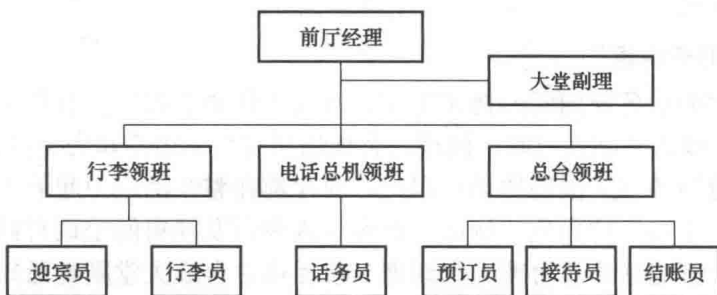 前厅经理
大堂副理
行李领班
电话总机领班
总台领班
迎宾员
行李员
话务员
预订员
接待员
结账员